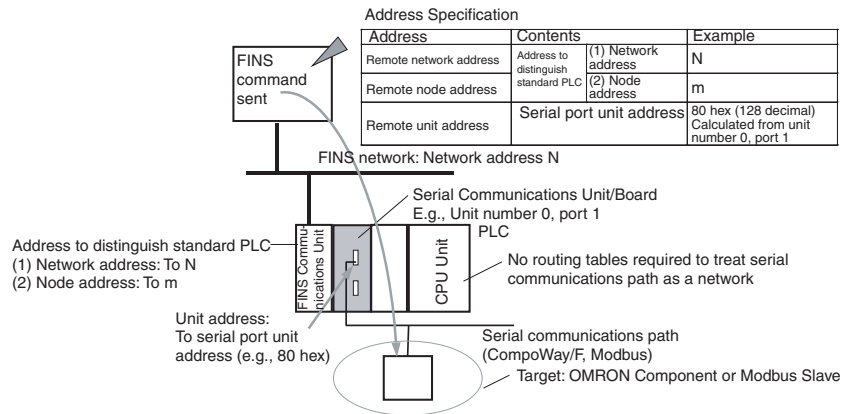 Address Specification
Address Contents Example
Remote network address
Address to distinguish standard PLC
(1) Network address
N
Remote node address
(2) Node address
m
Remote unit address
Serial port unit address
80 hex (128 decimal)
Calculated from unit
number 0, port 1
FINS
command
sent
FINS network: Network address N
Serial Communications Unit/Board
E.g., Unit number 0, port 1
PLC
Address to distinguish standard PLC
(1) Network address: To N
(2) Node address: To m
FINS Commu-
nications Unit
CPU Unit
No routing tables required to treat serial
communications path as a network
Unit address:
To serial port unit
address (e.g., 80 hex)
Serial communications path
(CompoWay/F, Modbus)
Target: OMRON Component or Modbus Slave